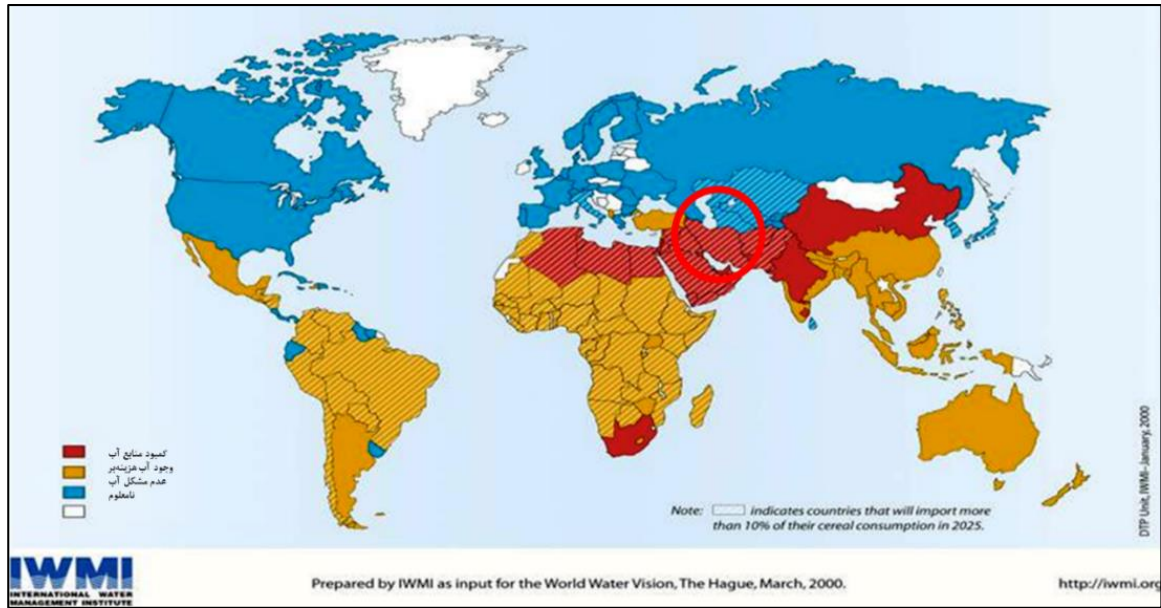 کمبود منابع آب
وجود آب هزینه‌بر
عدم مشکل آب
نامعلوم
Note: indicates countries that will import more
than 10% of their cereal consumption in 2025.
DTP Unit, IWMI–January, 2000
IWMI
INTERNATIONAL WATER
MANAGEMENT INSTITUTE
Prepared by IWMI as input for the World Water Vision, The Hague, March, 2000.
http://iwmi.org